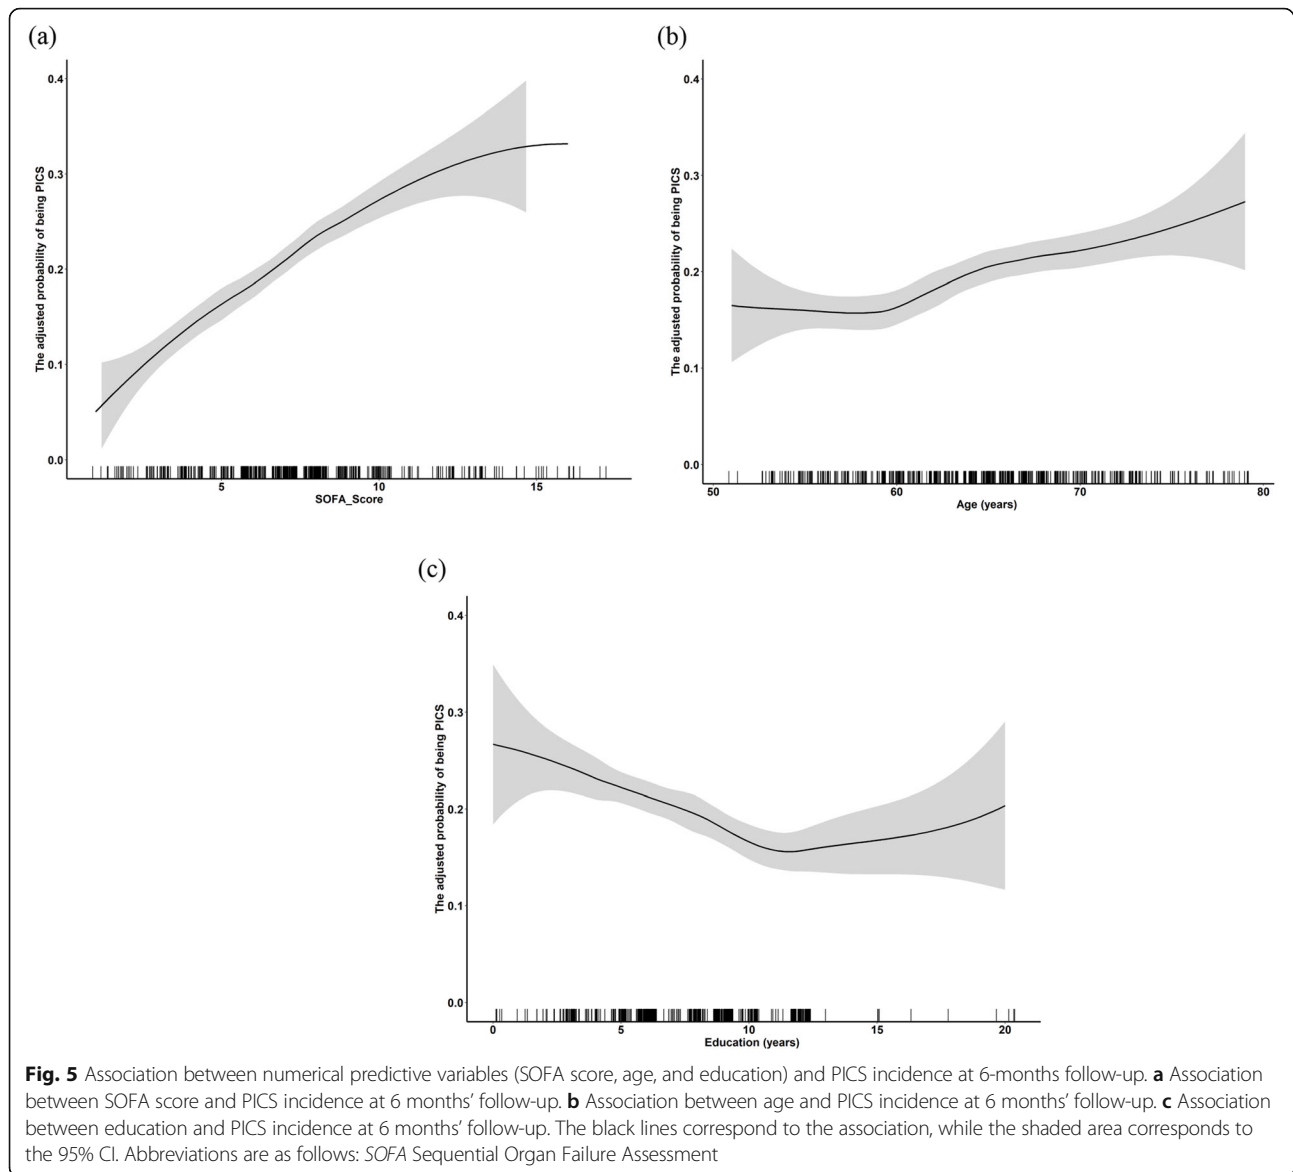 (a)
The adjusted probability of being PICS
0.4
0.3
0.2
0.1
0.0
5 10 15
SOFA_Score
(b)
The adjusted probability of being PICS
0.4
0.3
0.2
0.1
0.0
50 60 70 80
Age (years)
(c)
The adjusted probability of being PICS
0.4
0.3
0.2
0.1
0.0
0 5 10 15 20
Education (years)
Fig. 5 Association between numerical predictive variables (SOFA score, age, and education) and PICS incidence at 6-months follow-up. a Association
between SOFA score and PICS incidence at 6 months' follow-up. b Association between age and PICS incidence at 6 months' follow-up. c Association
between education and PICS incidence at 6 months' follow-up. The black lines correspond to the association, while the shaded area corresponds to
the 95% CI. Abbreviations are as follows: SOFA Sequential Organ Failure Assessment